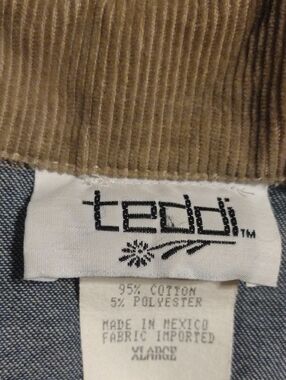 teddi™
95% COTTON
5% POLYESTER
MADE IN MEXICO
FABRIC IMPORTED
XLARGE